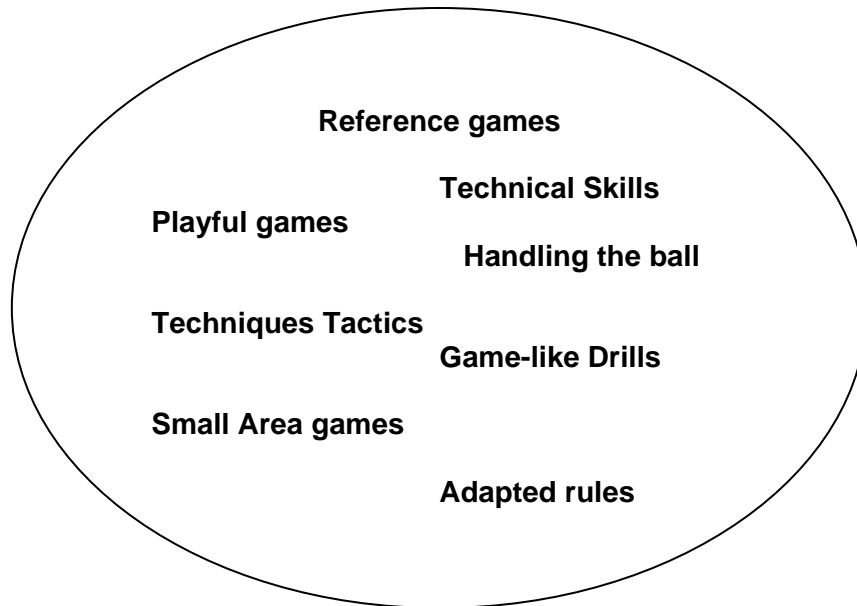 Reference games
Technical Skills
Playful games
Handling the ball
Techniques Tactics
Game-like Drills
Small Area games
Adapted rules